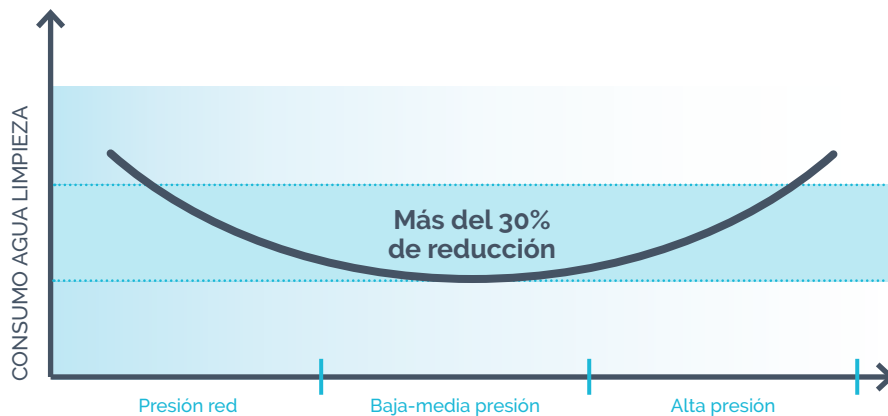 CONSUMO AGUA LIMPIEZA
Más del 30%
de reducción
Presión red
Baja-media presión
Alta presión